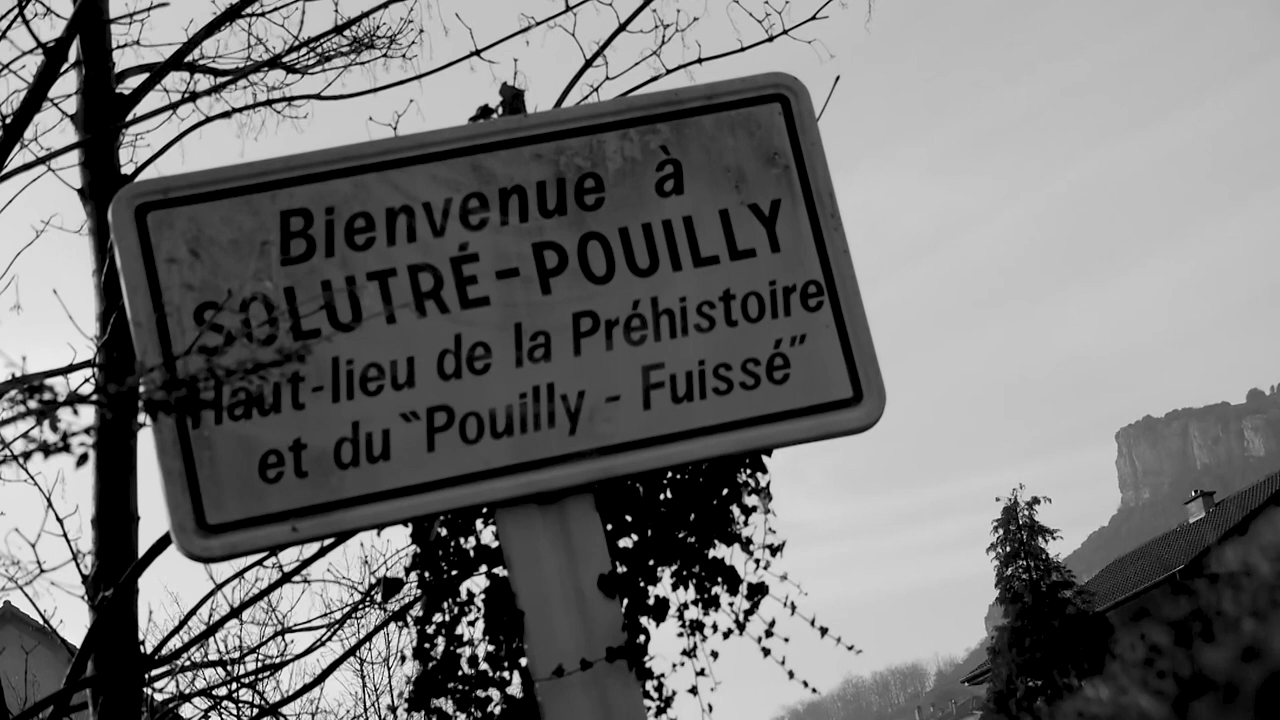 Bienvenue à
SOLUTRÉ-POUILLY
Haut-lieu de la Préhistoire
et du "Pouilly - Fuissé"